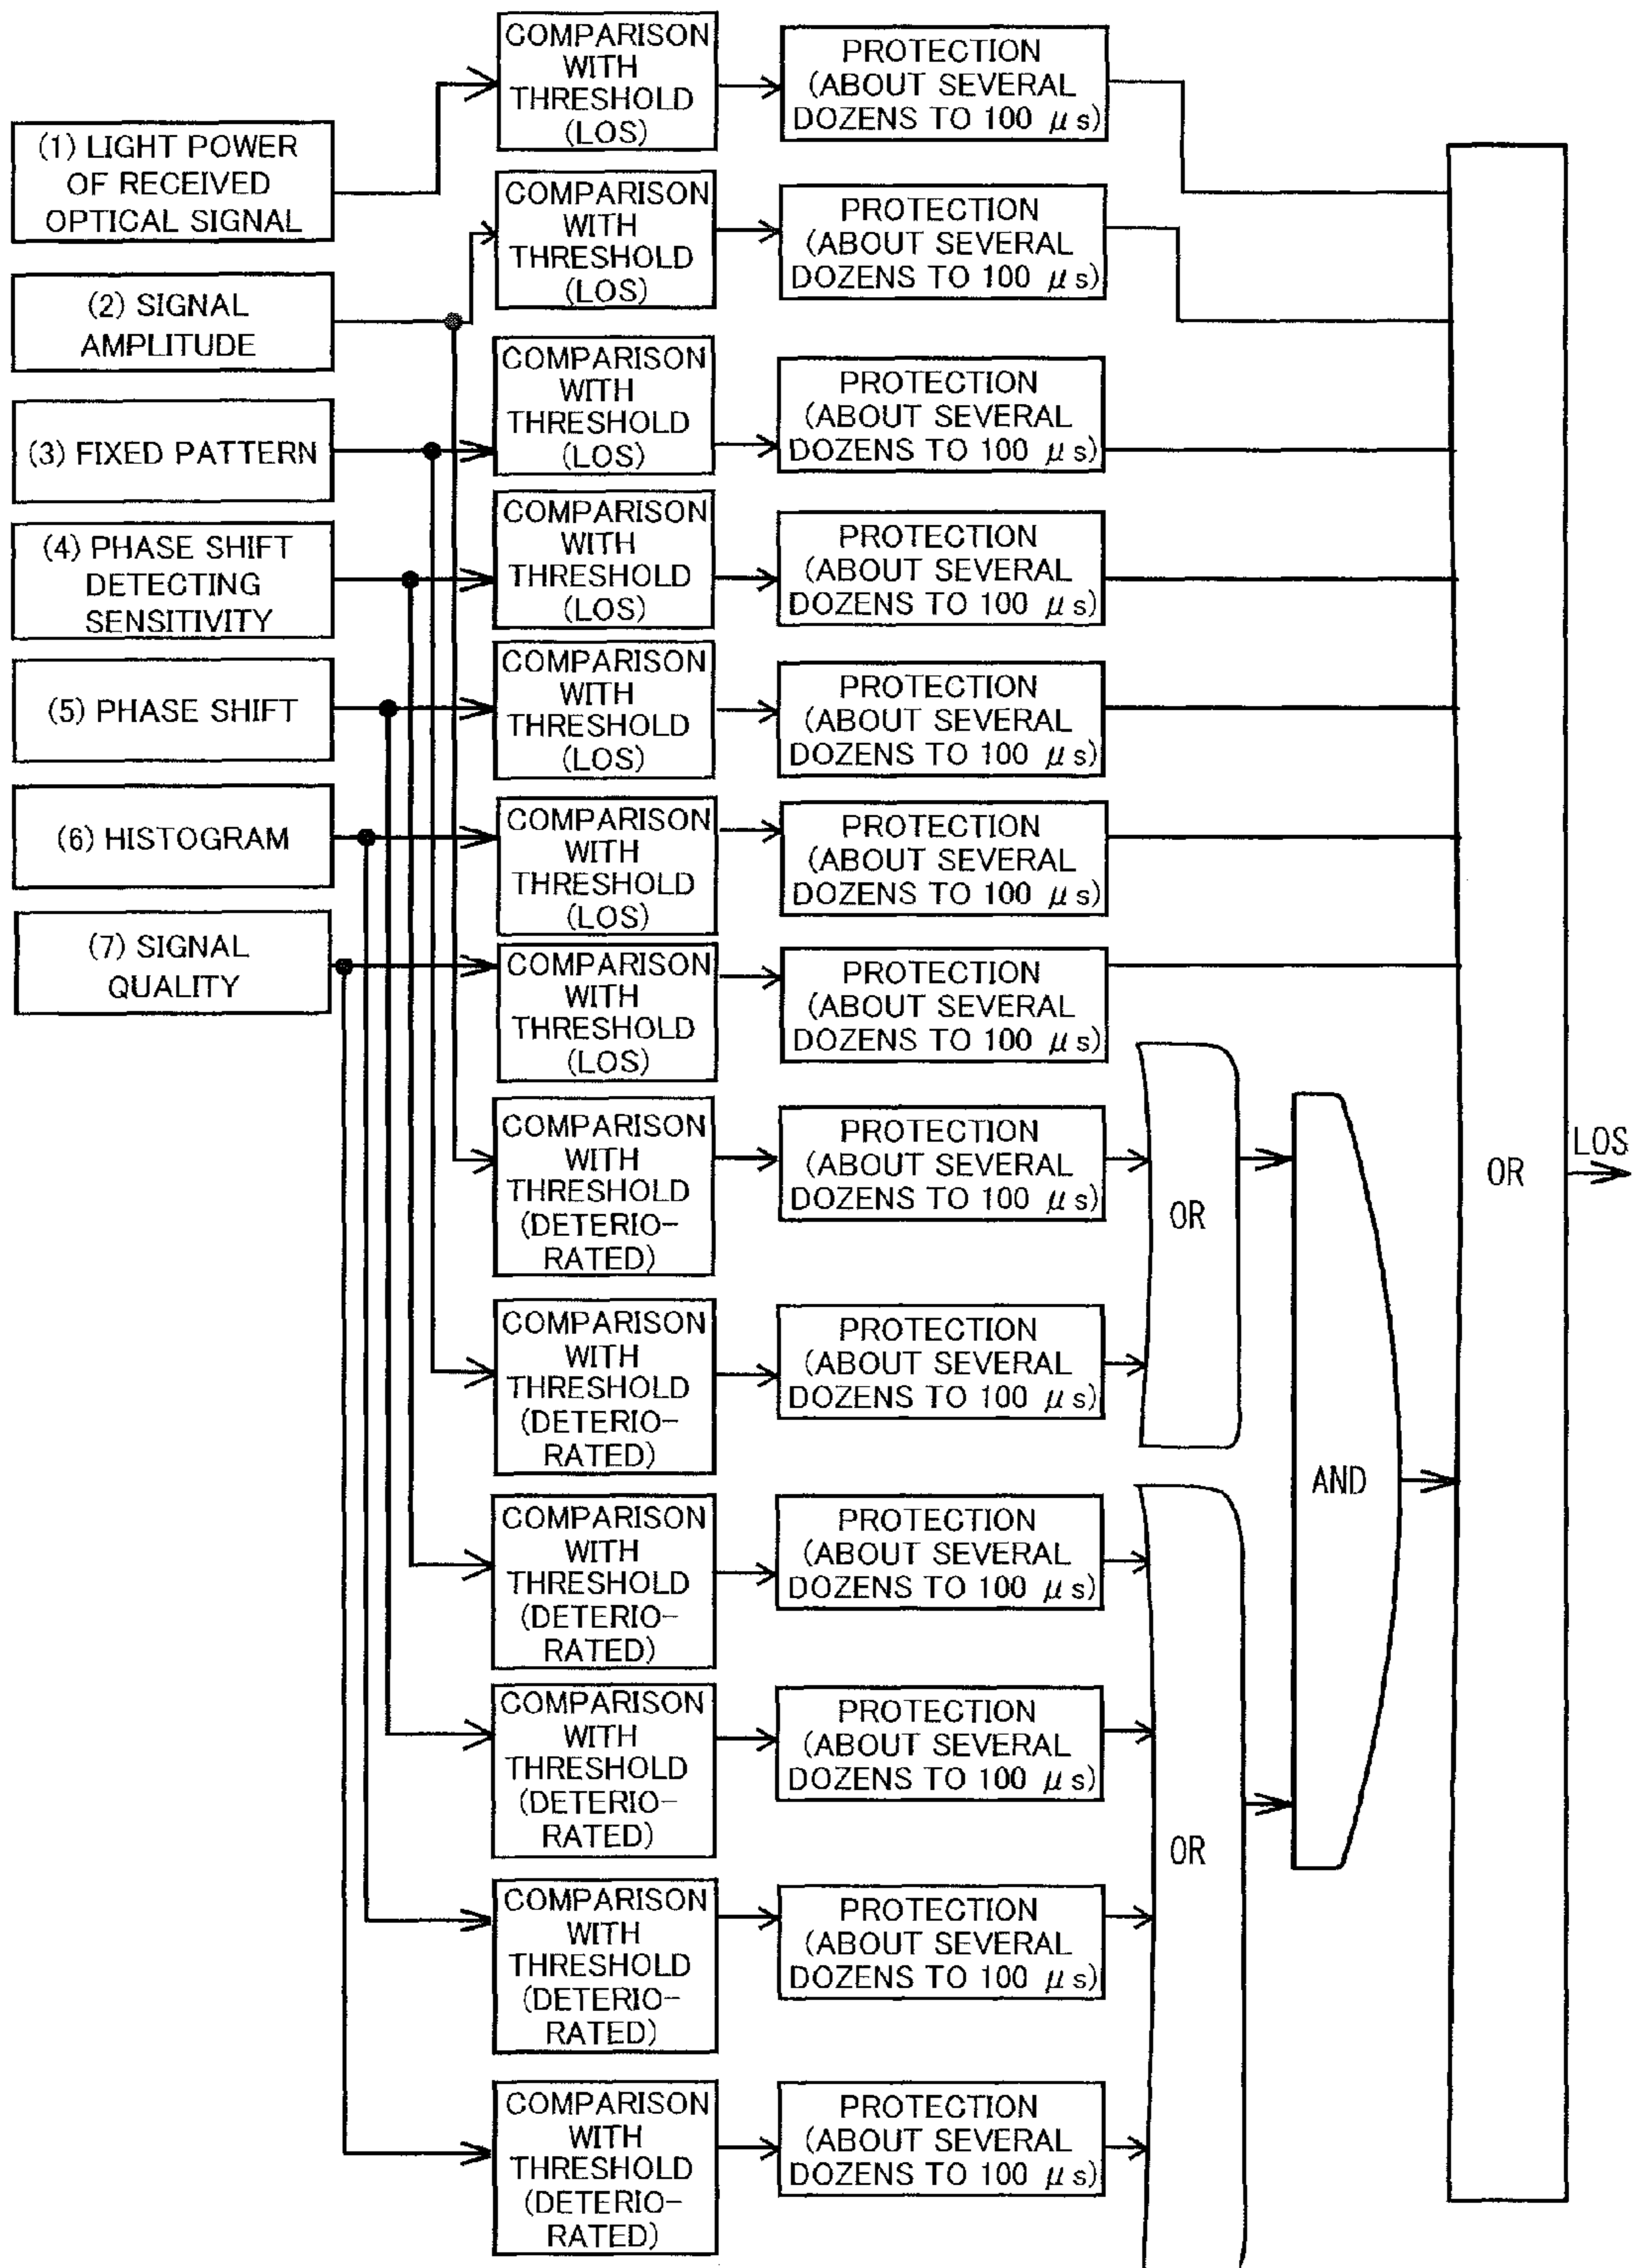 (1) LIGHT POWER
OF RECEIVED
OPTICAL SIGNAL
(2) SIGNAL
AMPLITUDE
(3) FIXED PATTERN
(4) PHASE SHIFT
DETECTING
SENSITIVITY
(5) PHASE SHIFT
(6) HISTOGRAM
(7) SIGNAL
QUALITY
COMPARISON
WITH
THRESHOLD
(LOS)
PROTECTION
(ABOUT SEVERAL
DOZENS TO 100 μs)
COMPARISON
WITH
THRESHOLD
(LOS)
PROTECTION
(ABOUT SEVERAL
DOZENS TO 100 μs)
COMPARISON
WITH
THRESHOLD
(LOS)
PROTECTION
(ABOUT SEVERAL
DOZENS TO 100 μs)
COMPARISON
WITH
THRESHOLD
(LOS)
PROTECTION
(ABOUT SEVERAL
DOZENS TO 100 μs)
COMPARISON
WITH
THRESHOLD
(LOS)
PROTECTION
(ABOUT SEVERAL
DOZENS TO 100 μs)
COMPARISON
WITH
THRESHOLD
(LOS)
PROTECTION
(ABOUT SEVERAL
DOZENS TO 100 μs)
COMPARISON
WITH
THRESHOLD
(LOS)
PROTECTION
(ABOUT SEVERAL
DOZENS TO 100 μs)
COMPARISON
WITH
THRESHOLD
(DETERIO-
RATED)
PROTECTION
(ABOUT SEVERAL
DOZENS TO 100 μs)
COMPARISON
WITH
THRESHOLD
(DETERIO-
RATED)
PROTECTION
(ABOUT SEVERAL
DOZENS TO 100 μs)
COMPARISON
WITH
THRESHOLD
(DETERIO-
RATED)
PROTECTION
(ABOUT SEVERAL
DOZENS TO 100 μs)
COMPARISON
WITH
THRESHOLD
(DETERIO-
RATED)
PROTECTION
(ABOUT SEVERAL
DOZENS TO 100 μs)
COMPARISON
WITH
THRESHOLD
(DETERIO-
RATED)
PROTECTION
(ABOUT SEVERAL
DOZENS TO 100 μs)
COMPARISON
WITH
THRESHOLD
(DETERIO-
RATED)
PROTECTION
(ABOUT SEVERAL
DOZENS TO 100 μs)
OR
OR
AND
OR
LOS